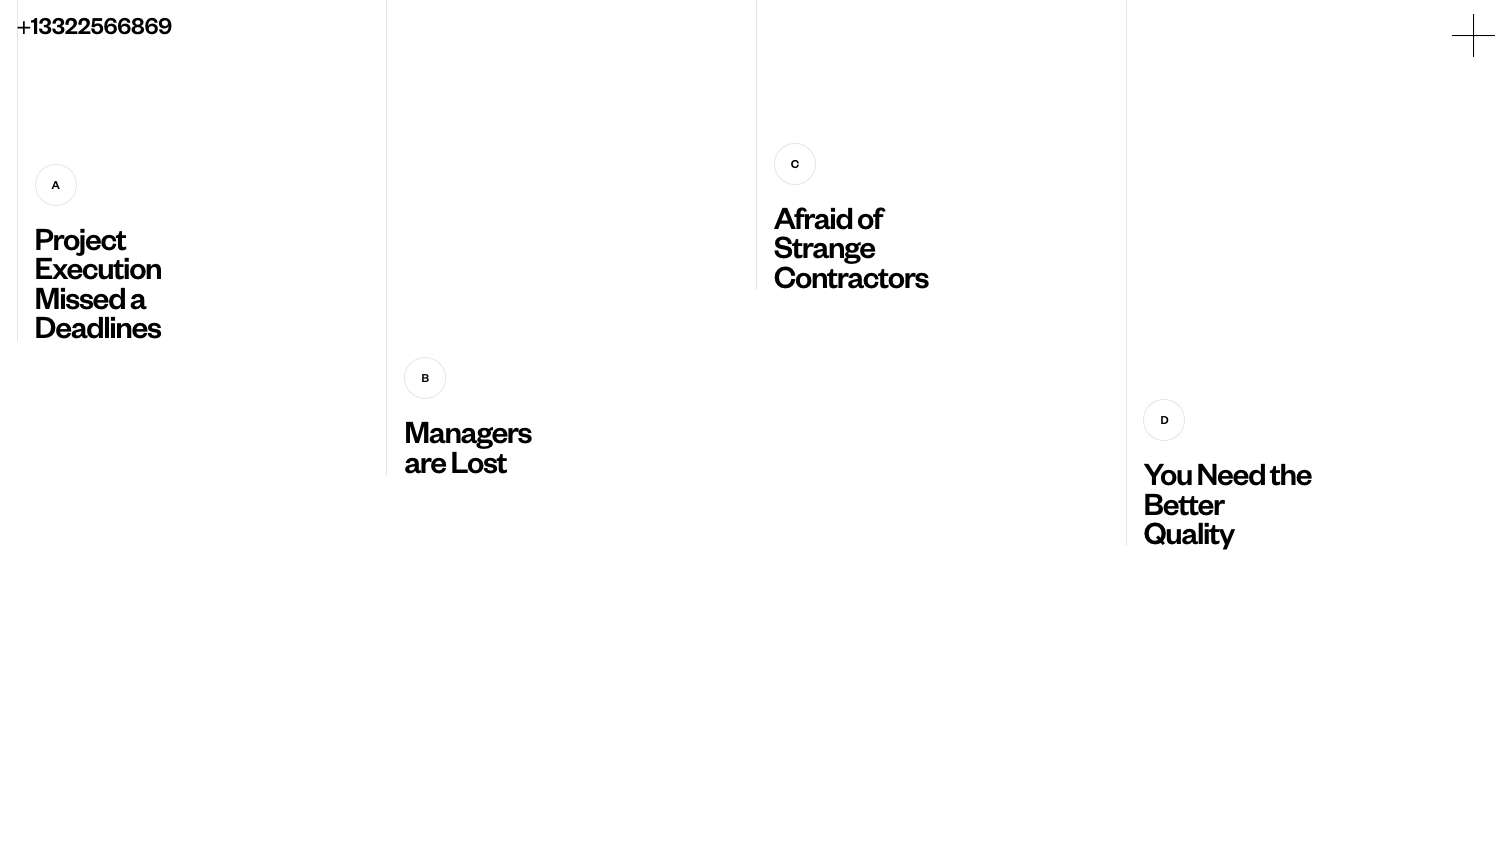 +13322566869
A
Project
Execution
Missed a
Deadlines
B
Managers
are Lost
C
Afraid of
Strange
Contractors
D
You Need the
Better
Quality